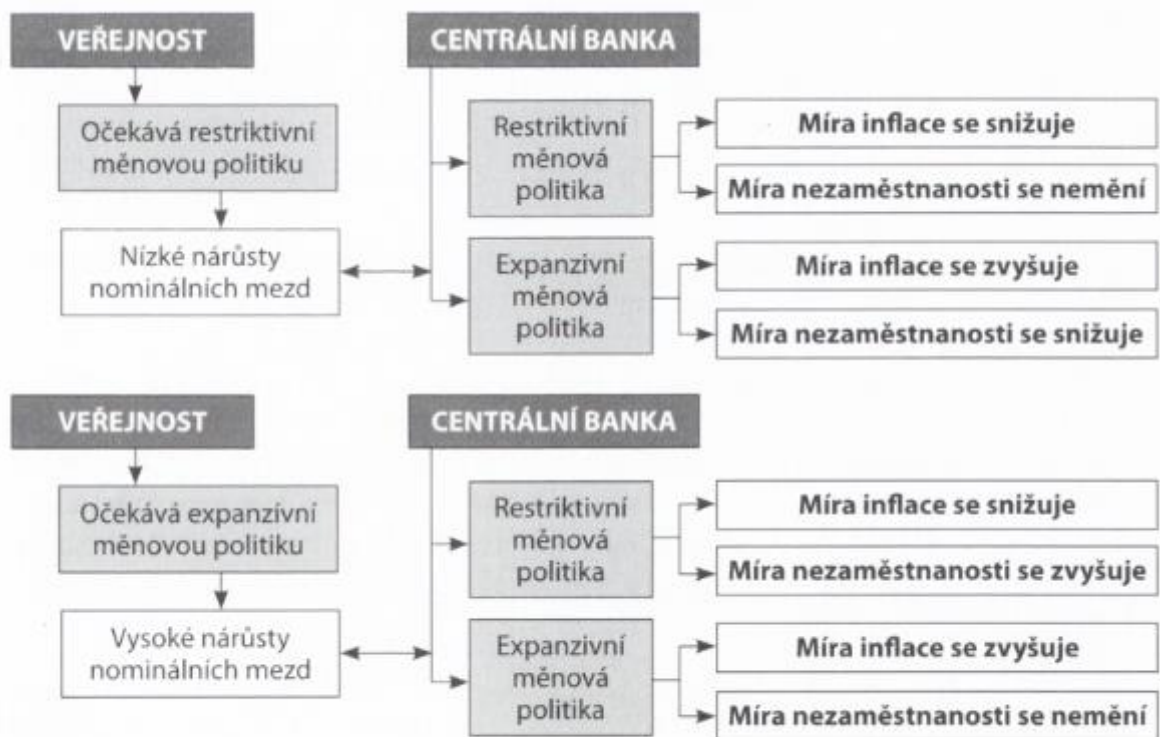 VEŘEJNOST
Očekává restriktivní
měnovou politiku
Nízké nárůsty
nominálních mezd
CENTRÁLNÍ BANKA
Restriktivní
měnová
politika
Míra inflace se snižuje
Míra nezaměstnanosti se nemění
Expanzivní
měnová
politika
Míra inflace se zvyšuje
Míra nezaměstnanosti se snižuje
VEŘEJNOST
Očekává expanzívní
měnovou politiku
Vysoké nárůsty
nominálních mezd
CENTRÁLNÍ BANKA
Restriktivní
měnová
politika
Míra inflace se snižuje
Míra nezaměstnanosti se zvyšuje
Expanzivní
měnová
politika
Míra inflace se zvyšuje
Míra nezaměstnanosti se nemění